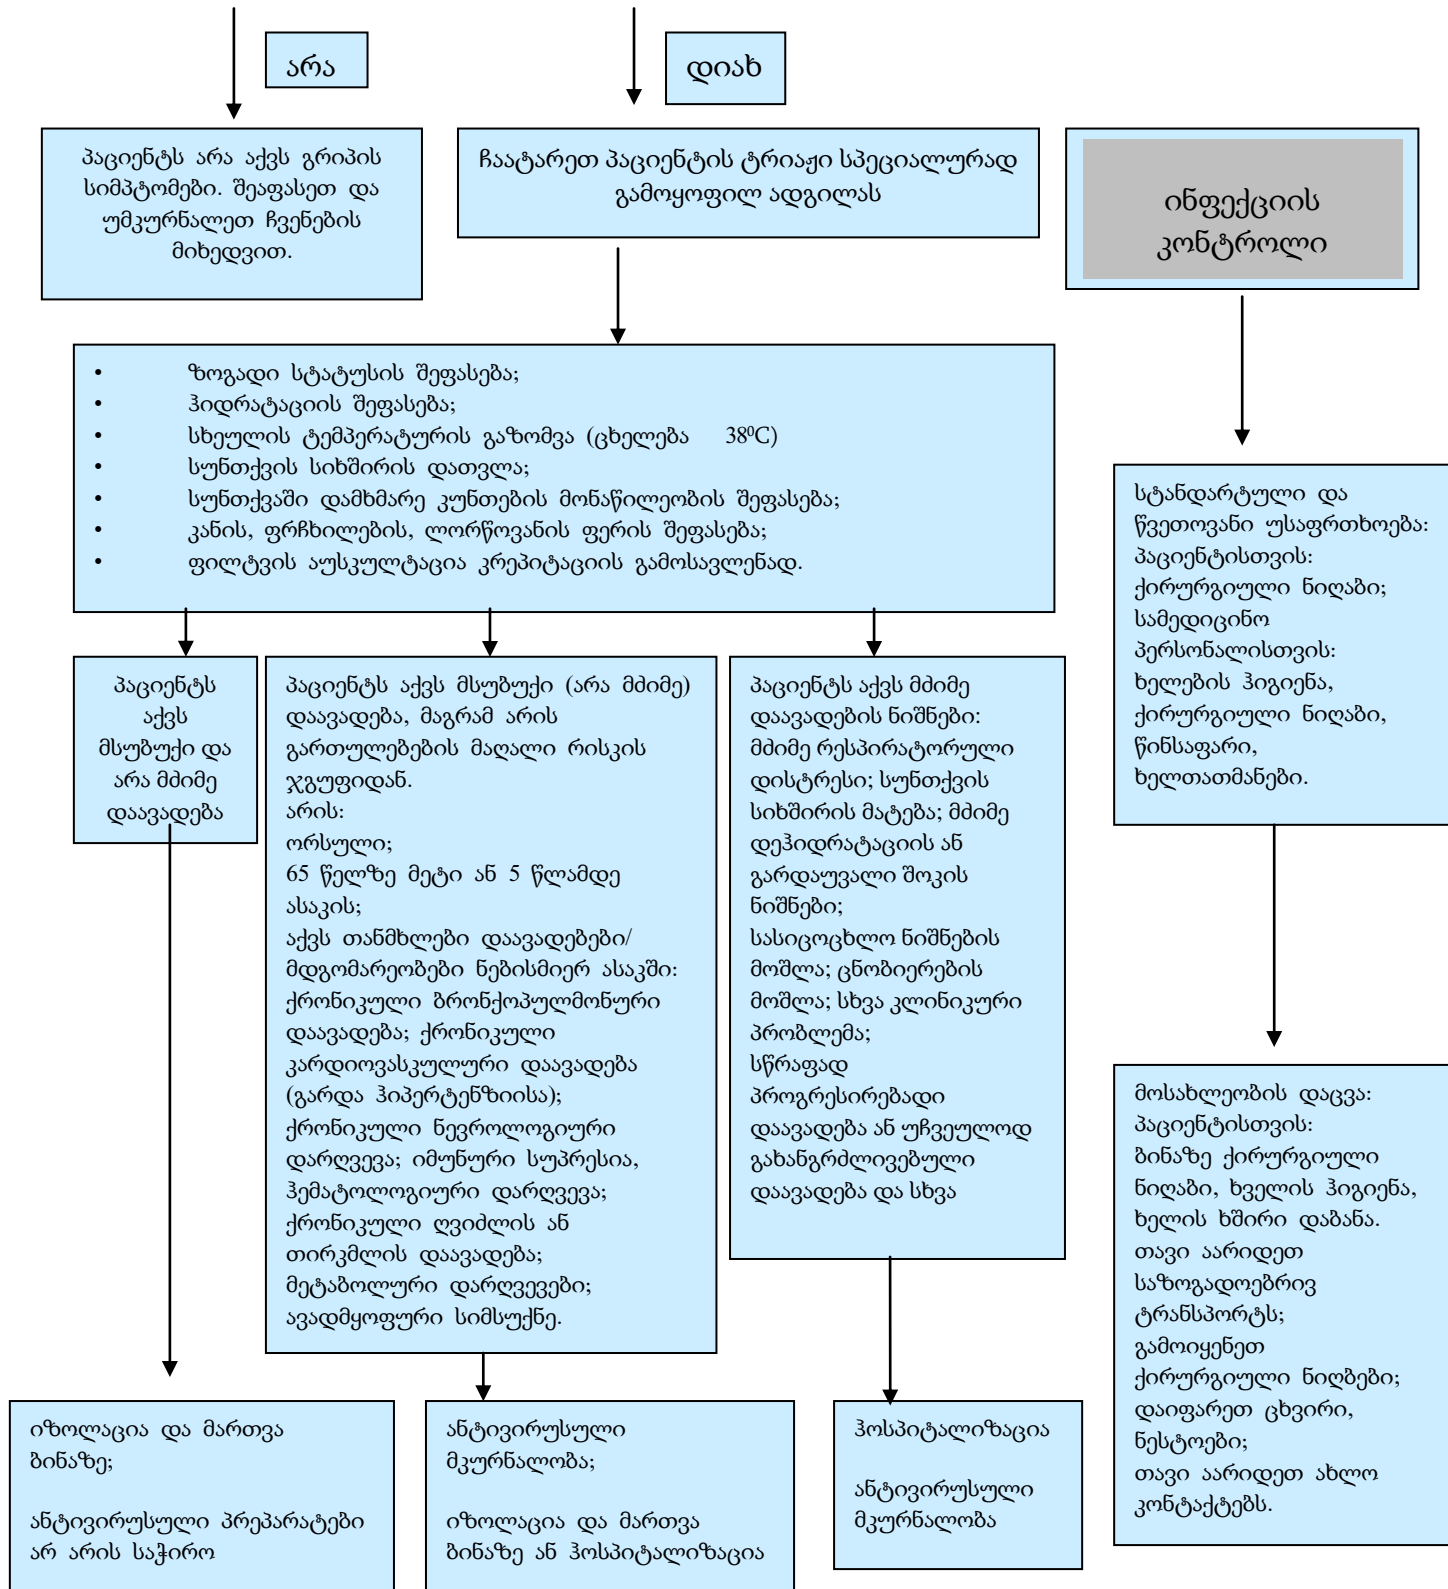 არა
დიახ
პაციენტს არა აქვს გრიპის
სიმპტომები. შეაფასეთ და
უმკურნალეთ ჩვენების
მიხედვით.
ჩაატარეთ პაციენტის ტრიაჟი სპეციალურად
გამოყოფილ ადგილას
ინფექციის
კონტროლი
• ზოგადი სტატუსის შეფასება;
• ჰიდრატაციის შეფასება;
• სხეულის ტემპერატურის გაზომვა (ცხელება 38⁰C)
• სუნთქვის სიხშირის დათვლა;
• სუნთქვაში დამხმარე კუნთების მონაწილეობის შეფასება;
• კანის, ფრჩხილების, ლორწოვანის ფერის შეფასება;
• ფილტვის აუსკულტაცია კრეპიტაციის გამოსავლენად.
პაციენტს
აქვს
მსუბუქი და
არა მძიმე
დაავადება
პაციენტს აქვს მსუბუქი (არა მძიმე)
დაავადება, მაგრამ არის
გართულებების მაღალი რისკის
ჯგუფიდან.
არის:
ორსული;
65 წელზე მეტი ან 5 წლამდე
ასაკის;
აქვს თანმხლები დაავადებები/
მდგომარეობები ნებისმიერ ასაკში:
ქრონიკული ბრონქოპულმონური
დაავადება; ქრონიკული
კარდიოვასკულური დაავადება
(გარდა ჰიპერტენზიისა);
ქრონიკული ნევროლოგიური
დარღვევა; იმუნური სუპრესია,
ჰემატოლოგიური დარღვევა;
ქრონიკული ღვიძლის ან
თირკმლის დაავადება;
მეტაბოლური დარღვევები;
ავადმყოფური სიმსუქნე.
პაციენტს აქვს მძიმე
დაავადების ნიშნები:
მძიმე რესპირატორული
დისტრესი; სუნთქვის
სიხშირის მატება; მძიმე
დეჰიდრატაციის ან
გარდაუვალი შოკის
ნიშნები;
სასიცოცხლო ნიშნების
მოშლა; ცნობიერების
მოშლა; სხვა კლინიკური
პრობლემა;
სწრაფად
პროგრესირებადი
დაავადება ან უჩვეულოდ
გახანგრძლივებული
დაავადება და სხვა
სტანდარტული და
წვეთოვანი უსაფრთხოება:
პაციენტისთვის:
ქირურგიული ნიღაბი;
სამედიცინო
პერსონალისთვის:
ხელების ჰიგიენა,
ქირურგიული ნიღაბი,
წინსაფარი,
ხელთათმანები.
მოსახლეობის დაცვა:
პაციენტისთვის:
ბინაზე ქირურგიული
ნიღაბი, ხველის ჰიგიენა,
ხელის ხშირი დაბანა.
თავი აარიდეთ
საზოგადოებრივ
ტრანსპორტს;
გამოიყენეთ
ქირურგიული ნიღბები;
დაიფარეთ ცხვირი,
ნესტოები;
თავი აარიდეთ ახლო
კონტაქტებს.
იზოლაცია და მართვა
ბინაზე;
ანტივირუსული პრეპარატები
არ არის საჭირო
ანტივირუსული
მკურნალობა;
იზოლაცია და მართვა
ბინაზე ან ჰოსპიტალიზაცია
ჰოსპიტალიზაცია
ანტივირუსული
მკურნალობა